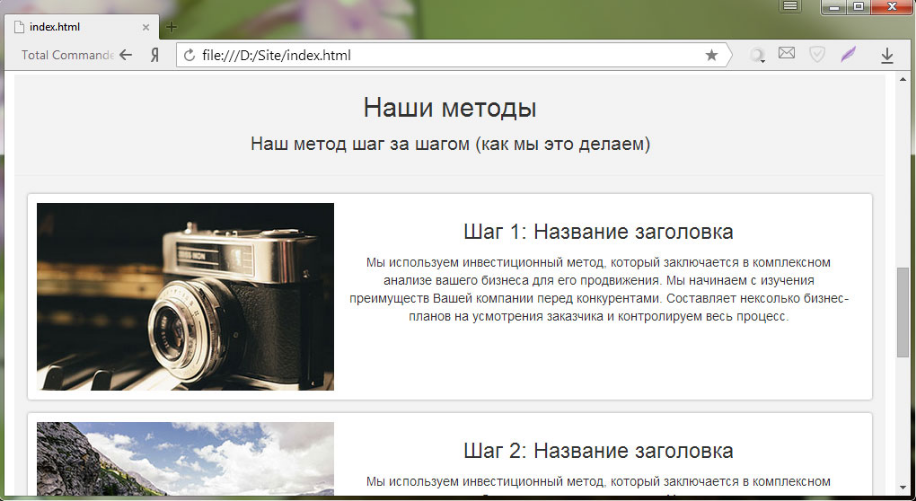 index.html
Total Command
Я
file:///D:/Site/index.html
Наши методы
Наш метод шаг за шагом (как мы это делаем)
Шаг 1: Название заголовка
Мы используем инвестиционный метод, который заключается в комплексном
анализе вашего бизнеса для его продвижения. Мы начинаем с изучения
преимуществ Вашей компании перед конкурентами. Составляет нексолько бизнес-
планов на усмотрения заказчика и контролируем весь процесс.
Шаг 2: Название заголовка
Мы используем инвестиционный метод, который заключается в комплексном